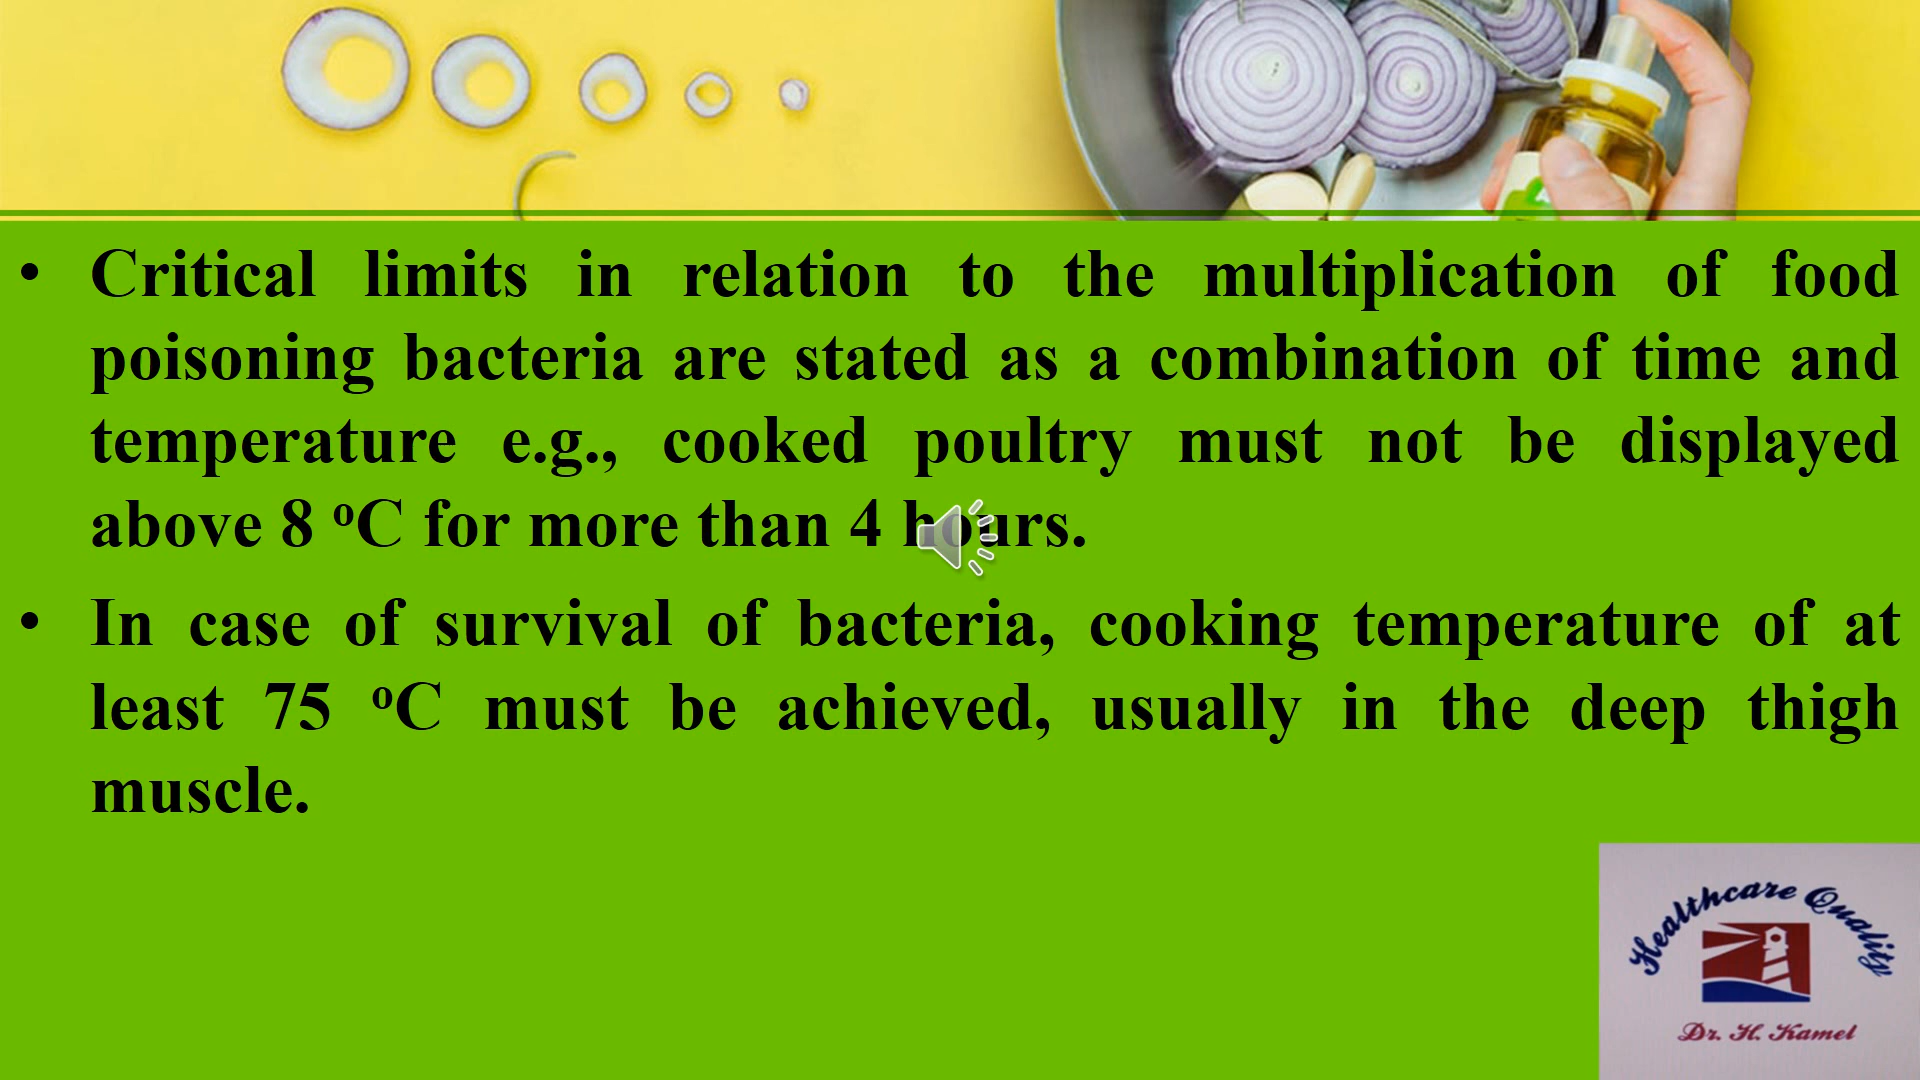 • Critical limits in relation to the multiplication of food
poisoning bacteria are stated as a combination of time and
temperature e.g., cooked poultry must not be displayed
above 8 ºC for more than 4 hours.
• In case of survival of bacteria, cooking temperature of at
least 75 ºC must be achieved, usually in the deep thigh
muscle.
Healthcare Quality
Dr. H. Kamel